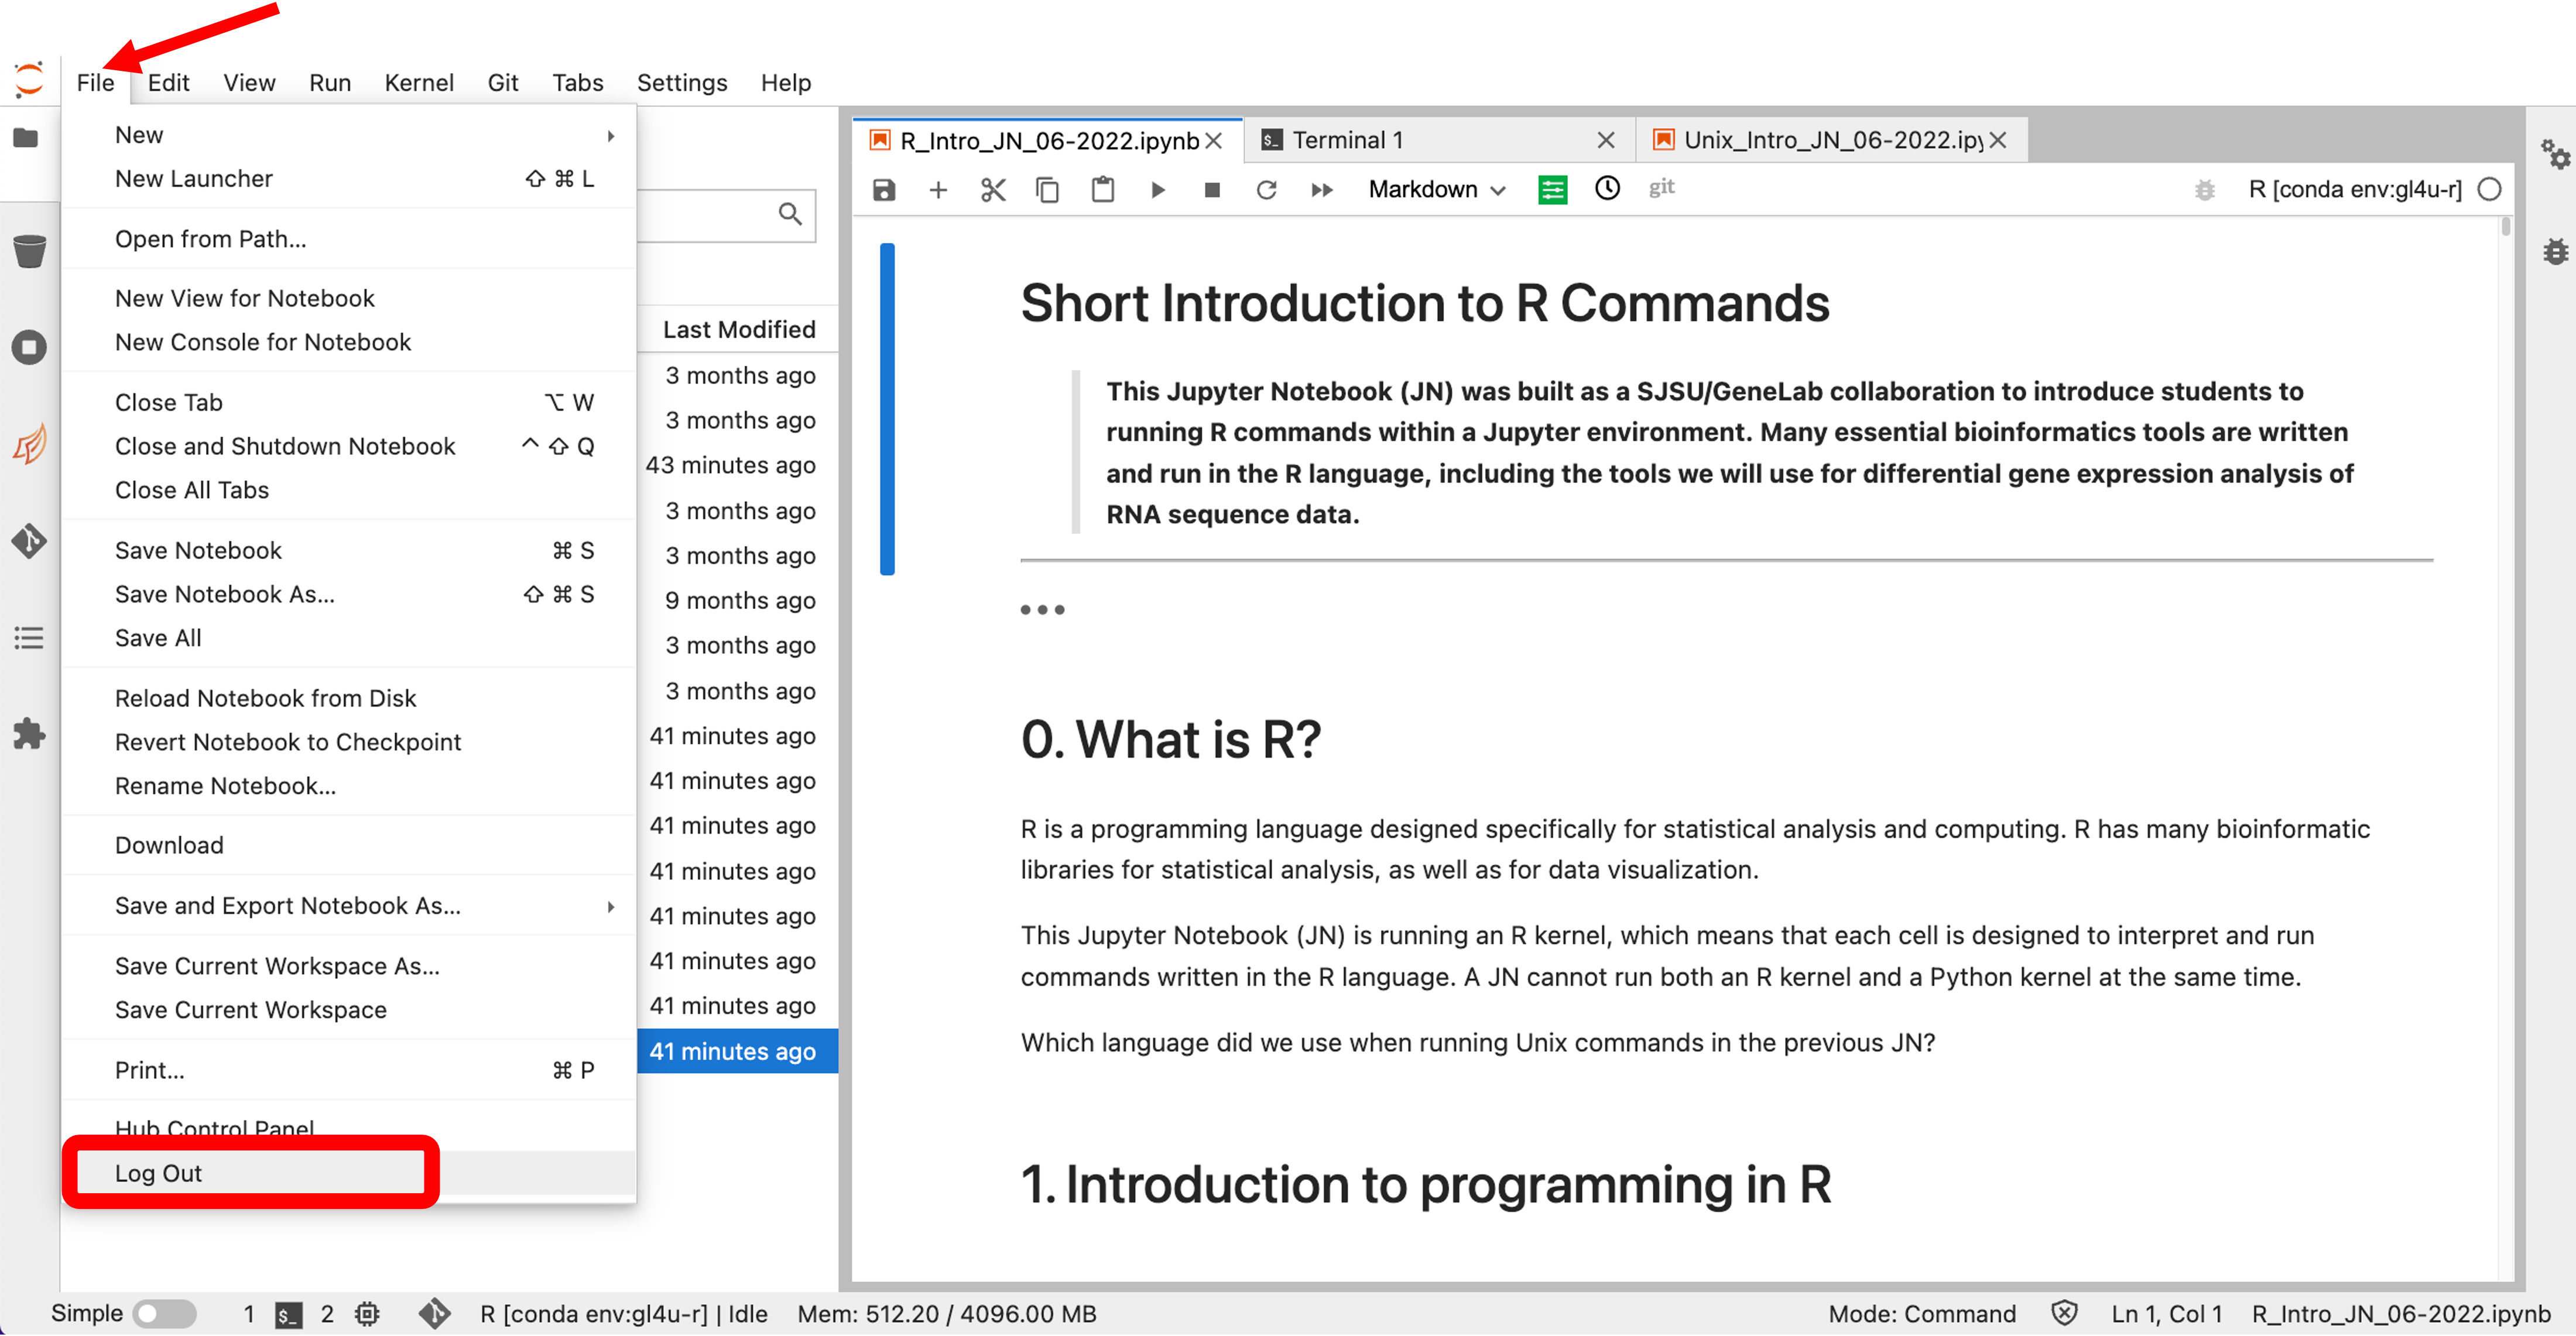 File Edit View Run Kernel Git Tabs Settings Help
New
New Launcher ⇧ ⌘ L
Open from Path...
New View for Notebook
New Console for Notebook
Close Tab ⌥ W
Close and Shutdown Notebook ^ ⇧ Q
Close All Tabs
Save Notebook ⌘ S
Save Notebook As... ⇧ ⌘ S
Save All
Reload Notebook from Disk
Revert Notebook to Checkpoint
Rename Notebook...
Download
Save and Export Notebook As...
Save Current Workspace As...
Save Current Workspace
Print... ⌘ P
Hub Control Panel
Log Out
Last Modified
3 months ago
3 months ago
43 minutes ago
3 months ago
3 months ago
9 months ago
3 months ago
3 months ago
41 minutes ago
41 minutes ago
41 minutes ago
41 minutes ago
41 minutes ago
41 minutes ago
41 minutes ago
41 minutes ago
R_Intro_JN_06-2022.ipynb Terminal 1 Unix_Intro_JN_06-2022.ipy
Markdown git R [conda env:gl4u-r]
Short Introduction to R Commands
This Jupyter Notebook (JN) was built as a SJSU/GeneLab collaboration to introduce students to
running R commands within a Jupyter environment. Many essential bioinformatics tools are written
and run in the R language, including the tools we will use for differential gene expression analysis of
RNA sequence data.
0. What is R?
R is a programming language designed specifically for statistical analysis and computing. R has many bioinformatic
libraries for statistical analysis, as well as for data visualization.
This Jupyter Notebook (JN) is running an R kernel, which means that each cell is designed to interpret and run
commands written in the R language. A JN cannot run both an R kernel and a Python kernel at the same time.
Which language did we use when running Unix commands in the previous JN?
1. Introduction to programming in R
Simple 1 $_ 2 R [conda env:gl4u-r] | Idle Mem: 512.20 / 4096.00 MB Mode: Command Ln 1, Col 1 R_Intro_JN_06-2022.ipynb